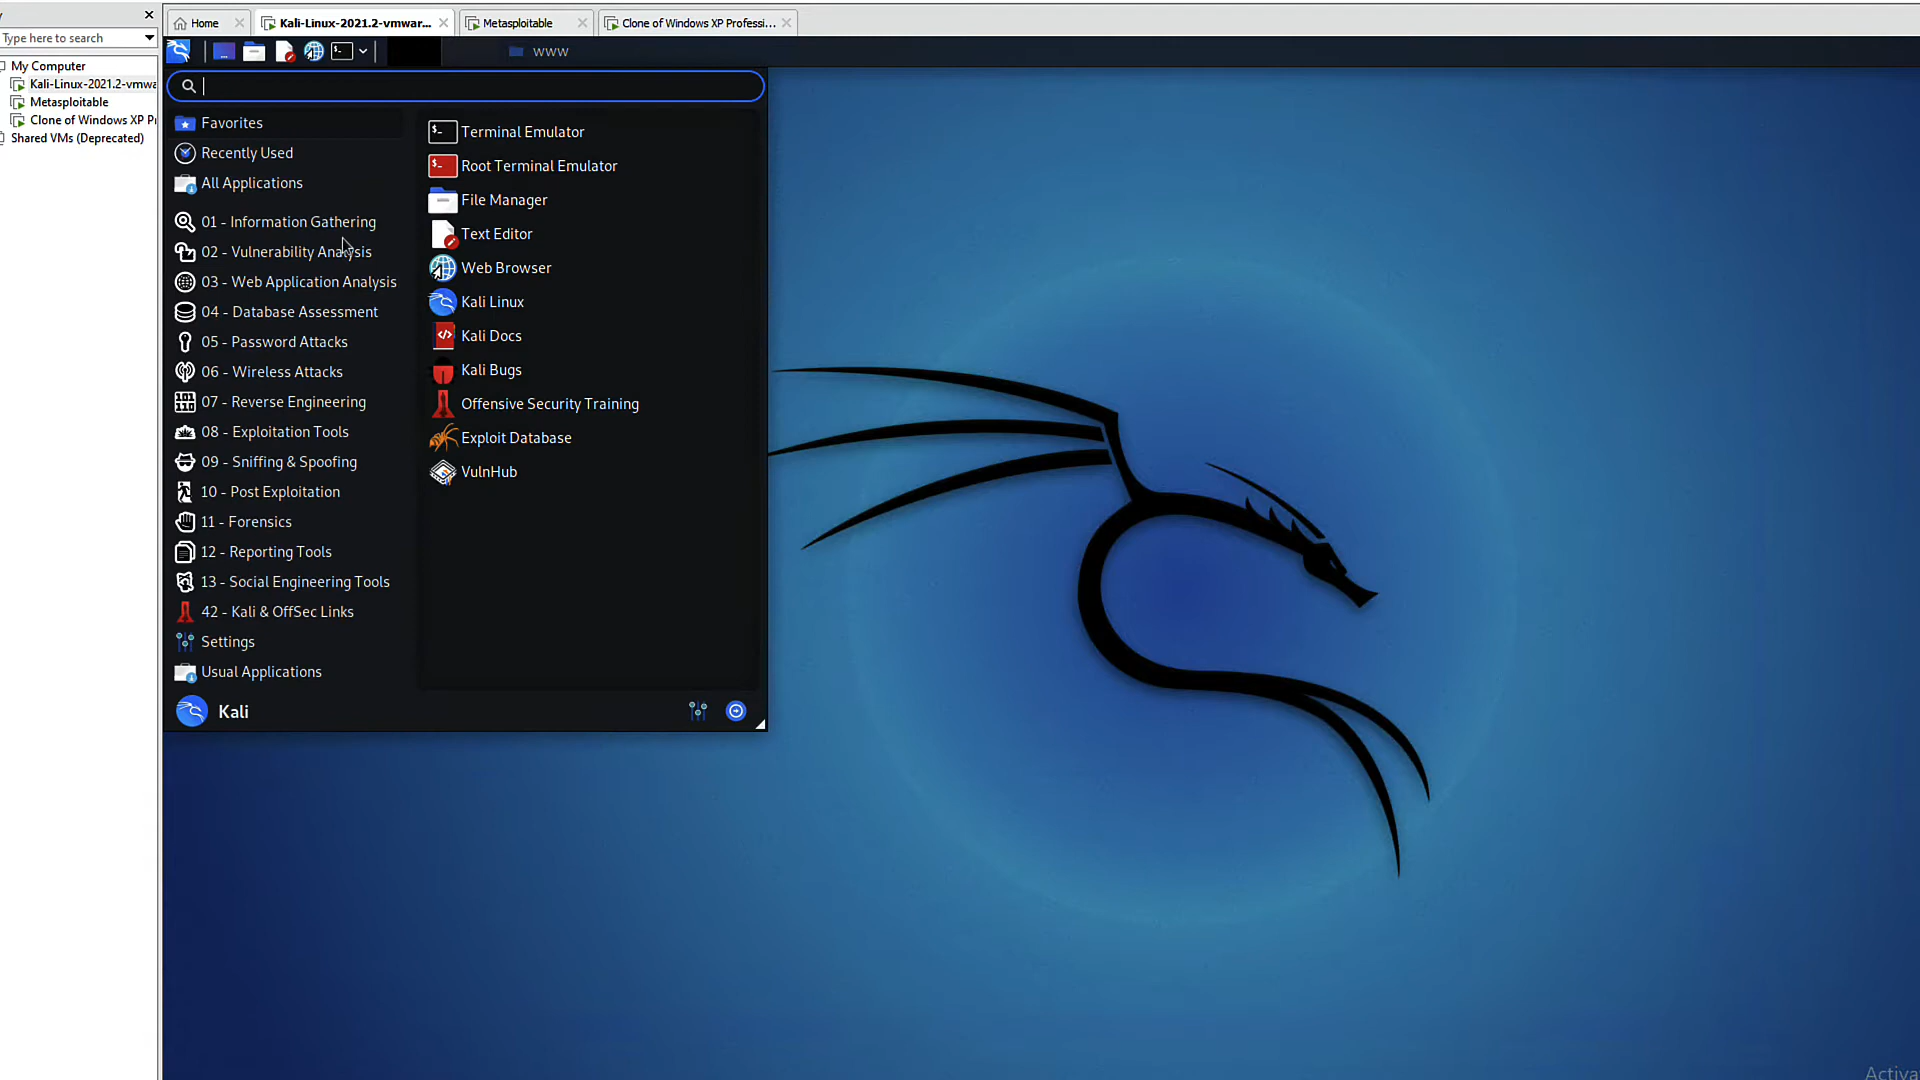 Type here to search
My Computer
Kali-Linux-2021.2-vmwa
Metasploitable
Clone of Windows XP P
Shared VMs (Deprecated)
Home
Kali-Linux-2021.2-vmwar...
Metasploitable
Clone of Windows XP Professi...
WWW
Favorites
Recently Used
All Applications
01 - Information Gathering
02 - Vulnerability Analysis
03 - Web Application Analysis
04 - Database Assessment
05 - Password Attacks
06 - Wireless Attacks
07 - Reverse Engineering
08 - Exploitation Tools
09 - Sniffing & Spoofing
10 - Post Exploitation
11 - Forensics
12 - Reporting Tools
13 - Social Engineering Tools
42 - Kali & OffSec Links
Settings
Usual Applications
Terminal Emulator
Root Terminal Emulator
File Manager
Text Editor
Web Browser
Kali Linux
Kali Docs
Kali Bugs
Offensive Security Training
Exploit Database
VulnHub
Kali
Activa